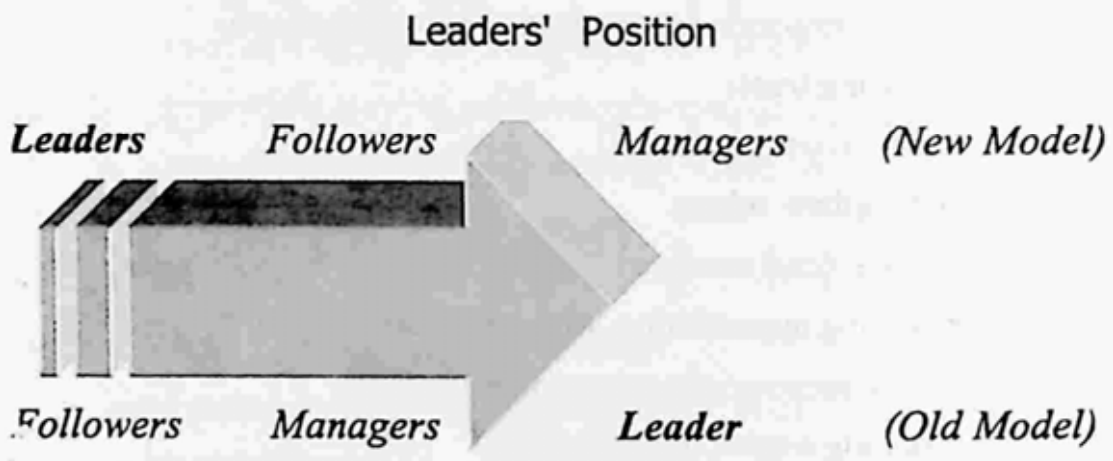 Leaders' Position
Leaders Followers Managers (New Model)
Followers Managers Leader (Old Model)